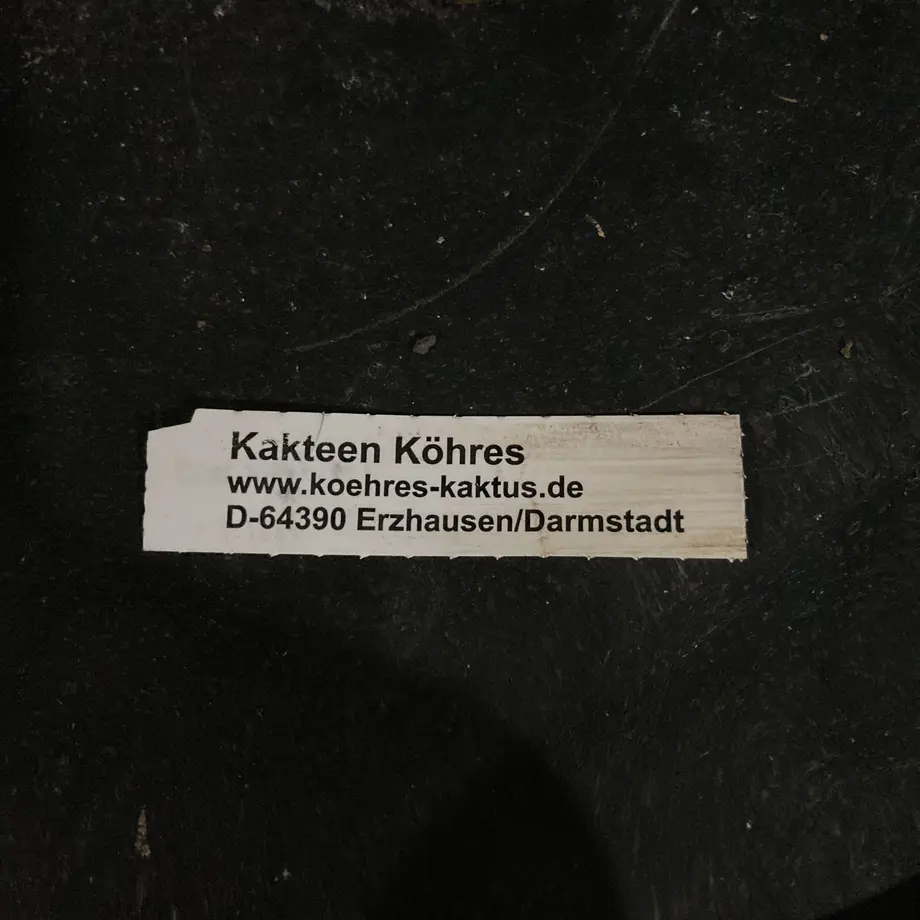 Kakteen Köhres
www.koehres-kaktus.de
D-64390 Erzhausen/Darmstadt